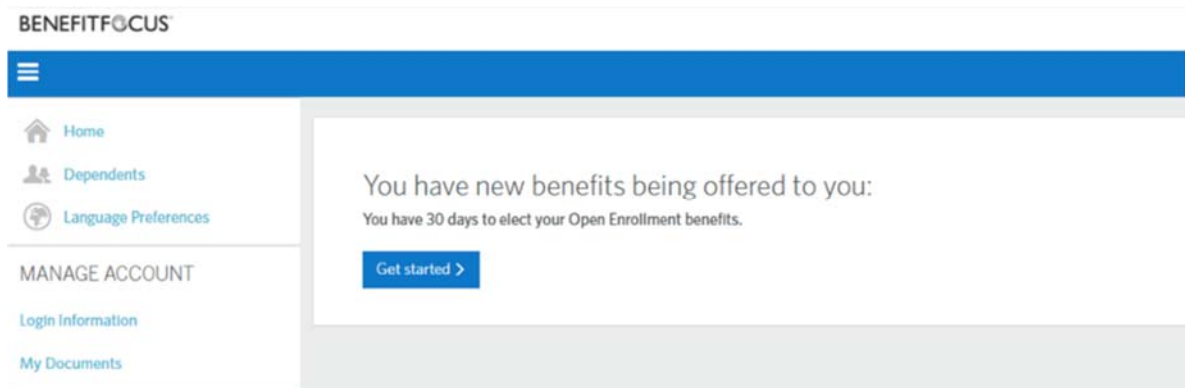 BENEFITFOCUS
Home
Dependents
Language Preferences
MANAGE ACCOUNT
Login Information
My Documents
You have new benefits being offered to you:
You have 30 days to elect your Open Enrollment benefits.
Get started >